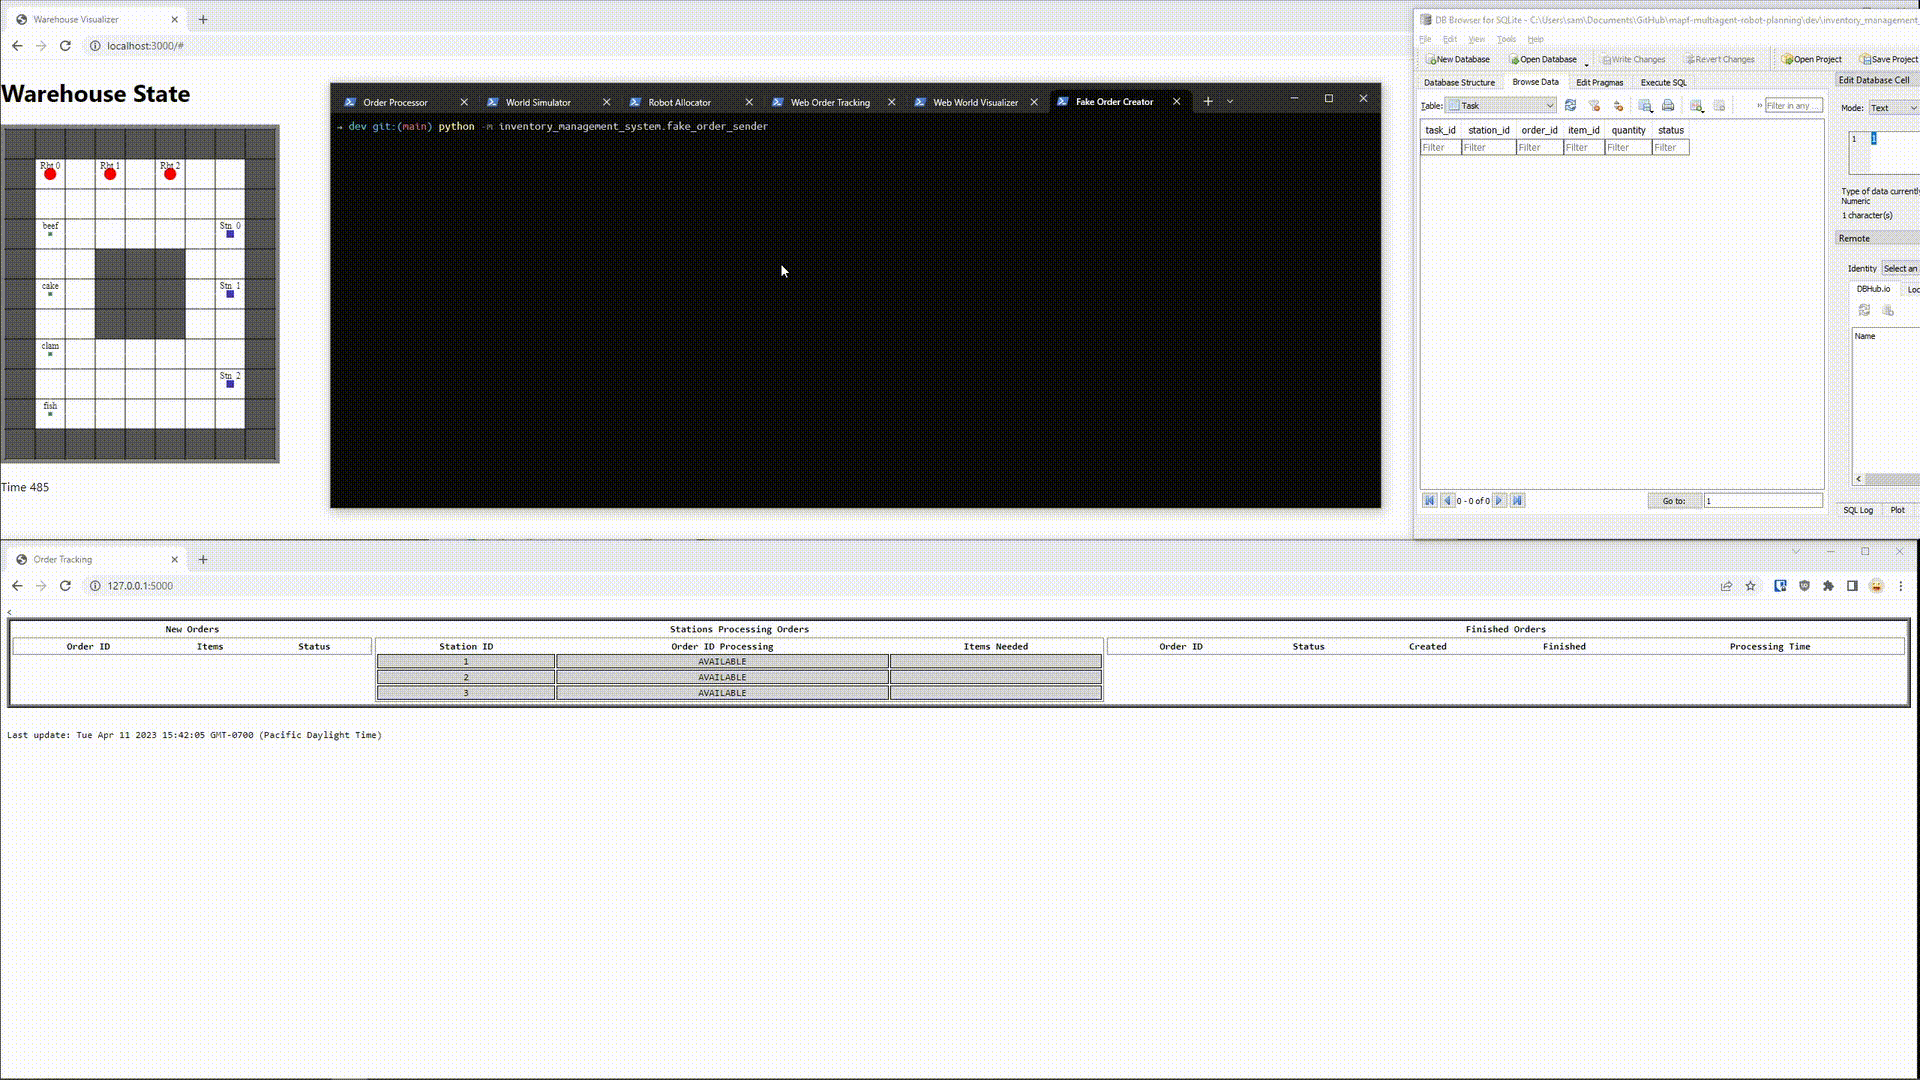 Warehouse Visualizer
localhost:3000/#
Warehouse State
Rbt 0 Rbt 1 Rbt 2
beef Stn 0
cake Stn 1
clam
Stn 2
fish
Time 485
Order Processor World Simulator Robot Allocator Web Order Tracking Web World Visualizer Fake Order Creator
→ dev git:(main) python -m inventory_management_system.fake_order_sender
DB Browser for SQLite - C:\Users\sam\Documents\GitHub\mapf-multiagent-robot-planning\dev\inventory_management_
File Edit View Tools Help
New Database Open Database Write Changes Revert Changes Open Project Save Project
Database Structure Browse Data Edit Pragmas Execute SQL
Table: Task Filter in any ...
task_id station_id order_id item_id quantity status
Filter Filter Filter Filter Filter Filter
0 - 0 of 0 Go to: 1
Edit Database Cell
Mode: Text
1 1
Type of data currently
Numeric
1 character(s)
Remote
Identity Select an
DBHub.io Loc
Name
SQL Log Plot
Order Tracking
127.0.0.1:5000
<
New Orders Stations Processing Orders Finished Orders
Order ID Items Status Station ID Order ID Processing Items Needed Order ID Status Created Finished Processing Time
1 AVAILABLE
2 AVAILABLE
3 AVAILABLE
Last update: Tue Apr 11 2023 15:42:05 GMT-0700 (Pacific Daylight Time)